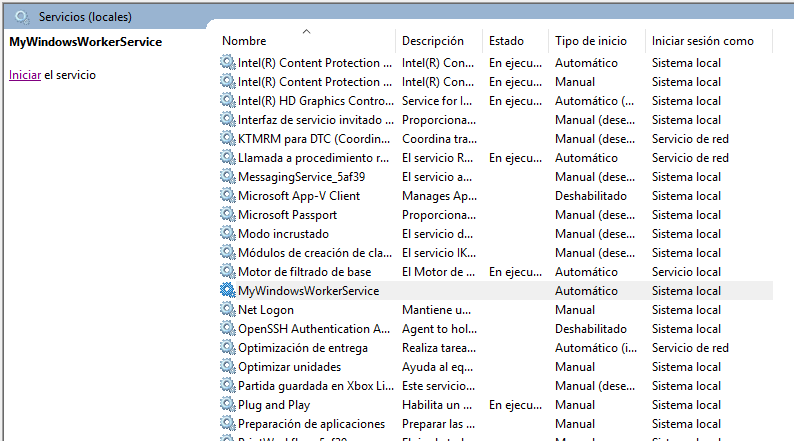 Servicios (locales)
MyWindowsWorkerService
Iniciar el servicio
Nombre Descripción Estado Tipo de inicio Iniciar sesión como
Intel(R) Content Protection ... Intel(R) Con... En ejecu... Automático Sistema local
Intel(R) Content Protection ... Intel(R) Con... En ejecu... Manual Sistema local
Intel(R) HD Graphics Contro... Service for I... En ejecu... Automático (... Sistema local
Interfaz de servicio invitado ... Proporciona... Manual (dese... Sistema local
KTMRM para DTC (Coordin... Coordina tra... Manual (dese... Servicio de red
Llamada a procedimiento r... El servicio R... En ejecu... Automático Servicio de red
MessagingService_5af39 El servicio a... Manual (dese... Sistema local
Microsoft App-V Client Manages Ap... Deshabilitado Sistema local
Microsoft Passport Proporciona... Manual (dese... Sistema local
Modo incrustado El servicio d... Manual (dese... Sistema local
Módulos de creación de cla... El servicio IK... Manual (dese... Sistema local
Motor de filtrado de base El Motor de ... En ejecu... Automático Servicio local
MyWindowsWorkerService Automático Sistema local
Net Logon Mantiene u... Manual Sistema local
OpenSSH Authentication A... Agent to hol... Deshabilitado Sistema local
Optimización de entrega Realiza tarea... Automático (i... Servicio de red
Optimizar unidades Ayuda al eq... Manual Sistema local
Partida guardada en Xbox Li... Este servicio... Manual (dese... Sistema local
Plug and Play Habilita un ... En ejecu... Manual Sistema local
Preparación de aplicaciones Preparar las ... Manual Sistema local